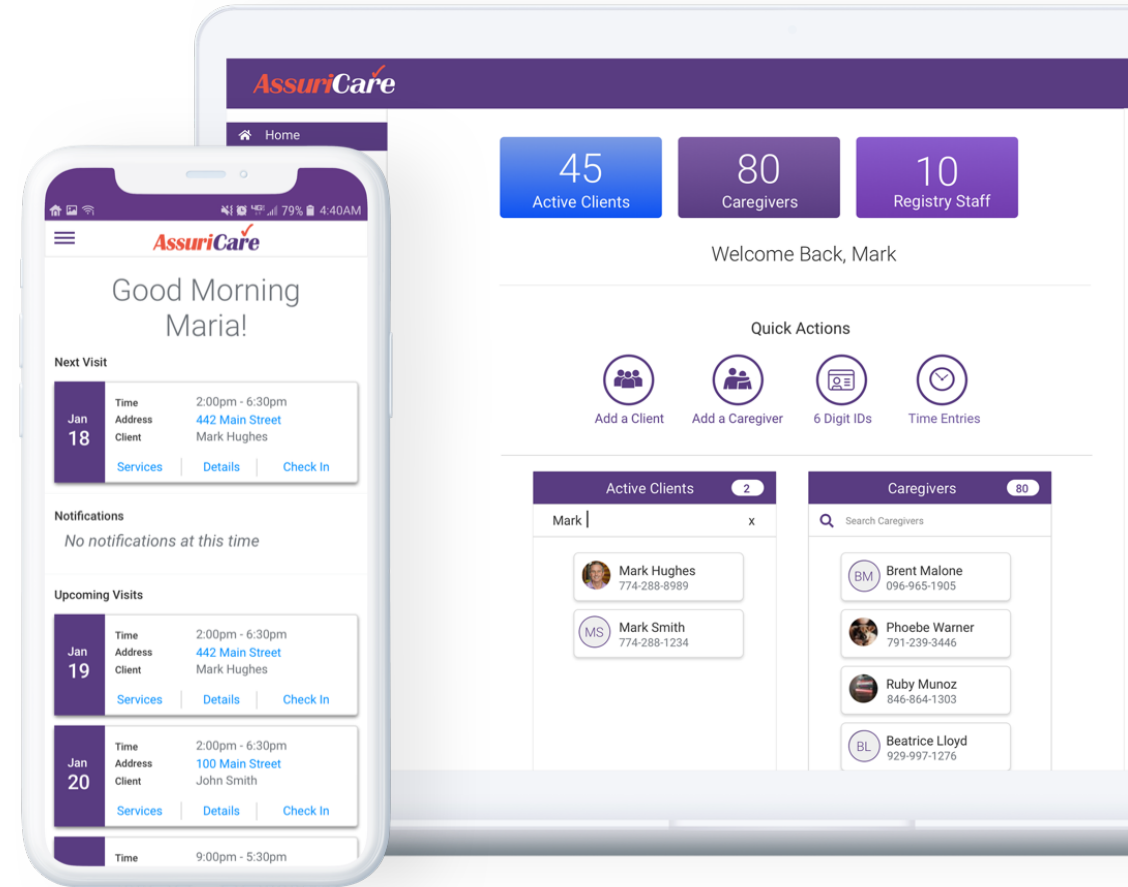 AssuriCare
Home
45
Active Clients
80
Caregivers
10
Registry Staff
Welcome Back, Mark
Quick Actions
Add a Client
Add a Caregiver
6 Digit IDs
Time Entries
Active Clients 2
Mark x
Mark Hughes
774-288-8989
MS
Mark Smith
774-288-1234
Caregivers 80
Search Caregivers
BM
Brent Malone
096-965-1905
Phoebe Warner
791-239-3446
Ruby Munoz
846-864-1303
BL
Beatrice Lloyd
929-997-1276
79% 4:40AM
AssuriCare
Good Morning
Maria!
Next Visit
Jan
18
Time 2:00pm - 6:30pm
Address 442 Main Street
Client Mark Hughes
Services Details Check In
Notifications
No notifications at this time
Upcoming Visits
Jan
19
Time 2:00pm - 6:30pm
Address 442 Main Street
Client Mark Hughes
Services Details Check In
Jan
20
Time 2:00pm - 6:30pm
Address 100 Main Street
Client John Smith
Services Details Check In
Time 9:00pm - 5:30pm